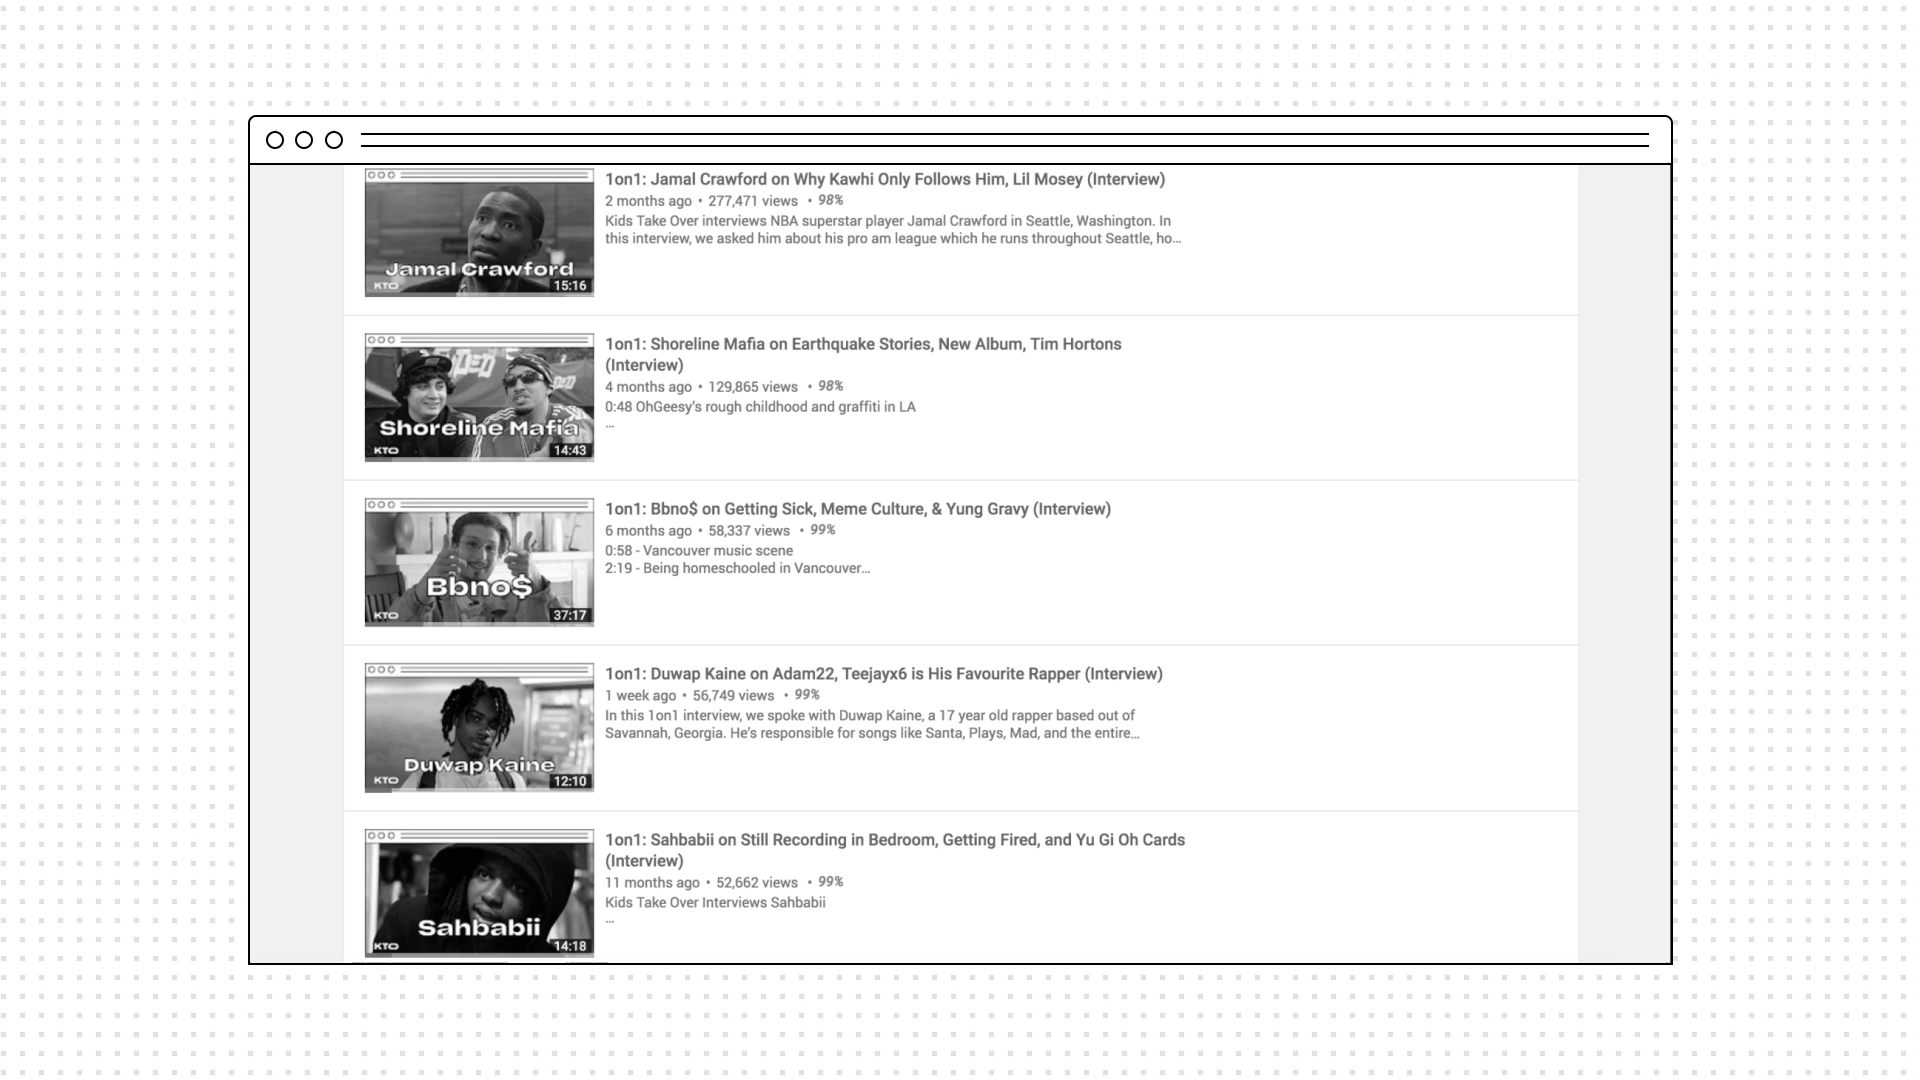 1on1: Jamal Crawford on Why Kawhi Only Follows Him, Lil Mosey (Interview)
2 months ago • 277,471 views • 98%
Kids Take Over interviews NBA superstar player Jamal Crawford in Seattle, Washington. In
this interview, we asked him about his pro am league which he runs throughout Seattle, ho...
Jamal Crawford
KTO
15:16
1on1: Shoreline Mafia on Earthquake Stories, New Album, Tim Hortons
(Interview)
4 months ago • 129,865 views • 98%
0:48 OhGeesy's rough childhood and graffiti in LA
...
Shoreline Mafia
KTO
14:43
1on1: Bbno$ on Getting Sick, Meme Culture, & Yung Gravy (Interview)
6 months ago • 58,337 views • 99%
0:58 - Vancouver music scene
2:19 - Being homeschooled in Vancouver...
Bbno$
KTO
37:17
1on1: Duwap Kaine on Adam22, Teejayx6 is His Favourite Rapper (Interview)
1 week ago • 56,749 views • 99%
In this 1on1 interview, we spoke with Duwap Kaine, a 17 year old rapper based out of
Savannah, Georgia. He's responsible for songs like Santa, Plays, Mad, and the entire...
Duwap Kaine
KTO
12:10
1on1: Sahbabii on Still Recording in Bedroom, Getting Fired, and Yu Gi Oh Cards
(Interview)
11 months ago • 52,662 views • 99%
Kids Take Over Interviews Sahbabii
...
Sahbabii
KTO
14:18